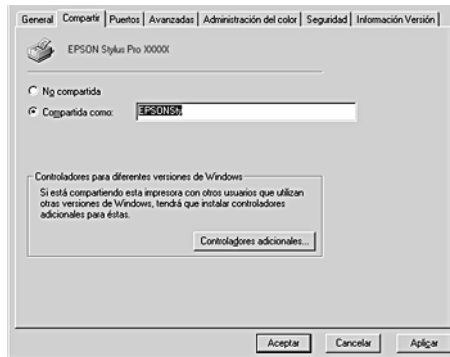 General Compartir Puertos Avanzadas Administración del color Seguridad Información Versión
EPSON Stylus Pro XXXXX
No compartida
Compartida como: EPSONSty
Controladores para diferentes versiones de Windows
Si está compartiendo esta impresora con otros usuarios que utilizan
otras versiones de Windows, tendrá que instalar controladores
adicionales para éstas.
Controladores adicionales...
Aceptar Cancelar Aplicar